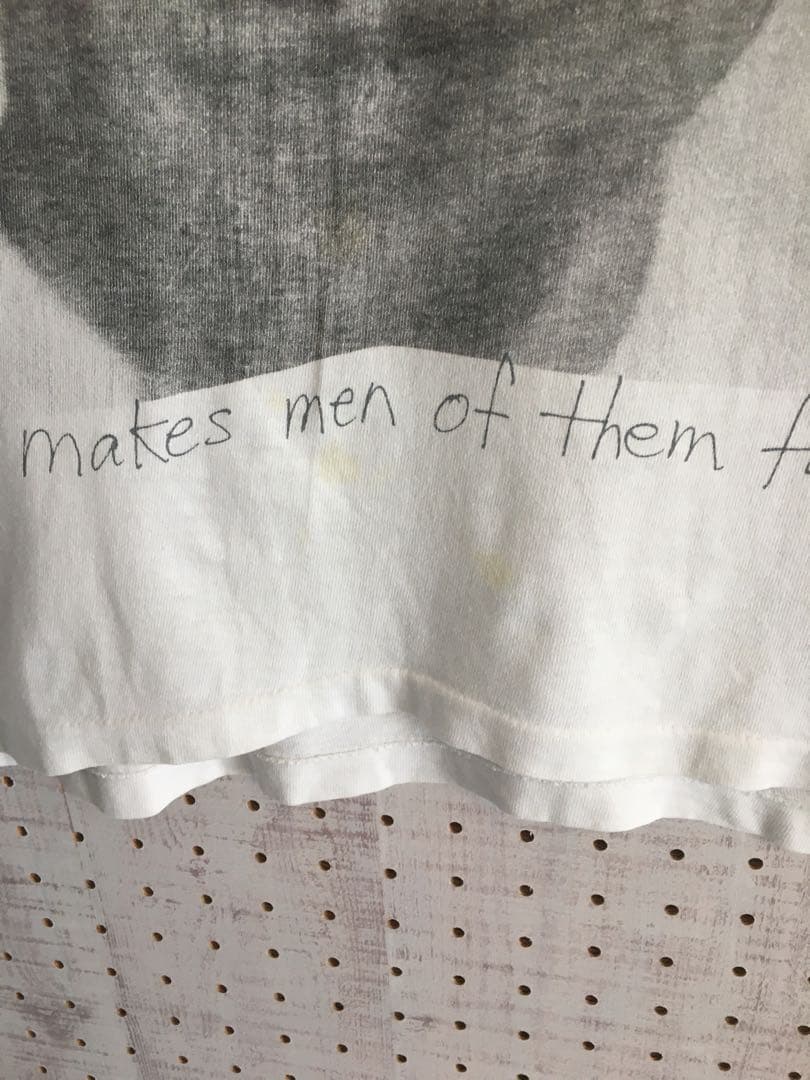 makes men of them